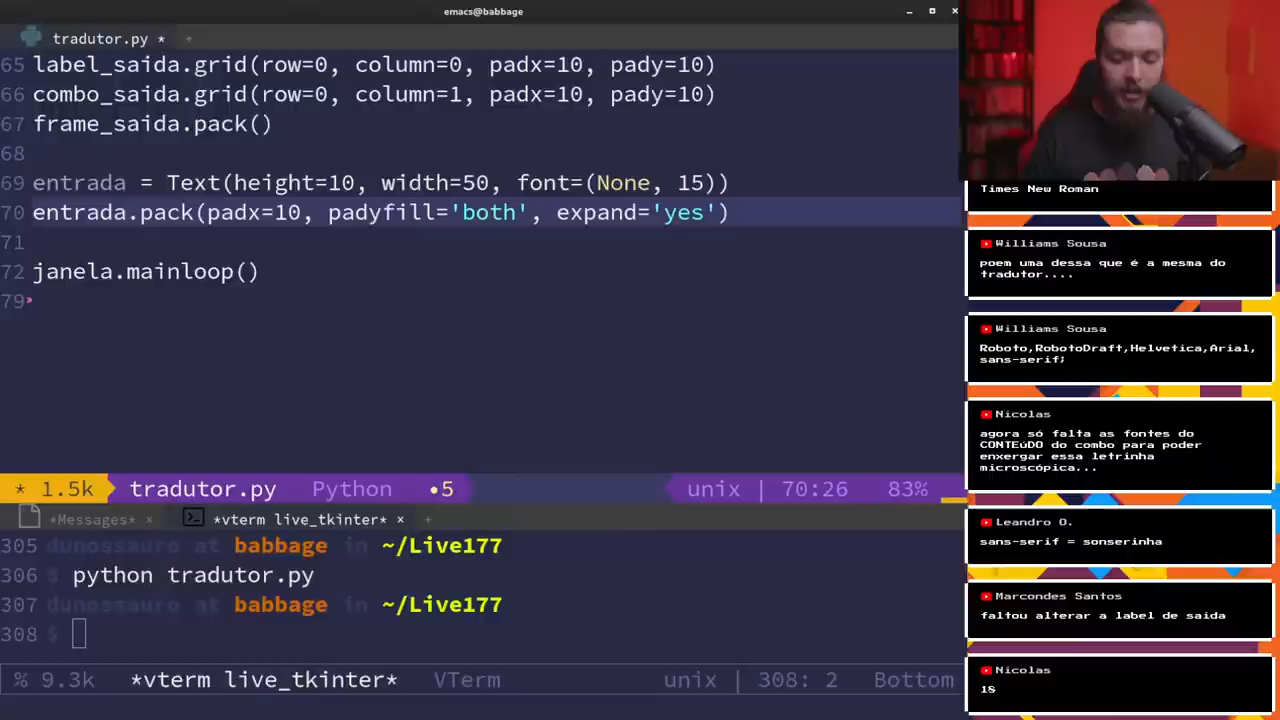 emacs@babbage
tradutor.py * +
65 label_saida.grid(row=0, column=0, padx=10, pady=10)
66 combo_saida.grid(row=0, column=1, padx=10, pady=10)
67 frame_saida.pack()
68
69 entrada = Text(height=10, width=50, font=(None, 15))
70 entrada.pack(padx=10, padyfill='both', expand='yes')
71
72 janela.mainloop()
79
* 1.5k tradutor.py Python •5 unix | 70:26 83%
*Messages* × *vterm live_tkinter* × +
305 dunossauro at babbage in ~/Live177
306 $ python tradutor.py
307 dunossauro at babbage in ~/Live177
308 $
% 9.3k *vterm live_tkinter* VTerm unix | 308: 2 Bottom
Times New Roman
Williams Sousa
poem uma dessa que é a mesma do
tradutor....
Williams Sousa
Roboto,RobotoDraft,Helvetica,Arial,
sans-serif;
Nicolas
agora só falta as fontes do
CONTEúDO do combo para poder
enxergar essa letrinha
microscópica...
Leandro O.
sans-serif = sonserinha
Marcondes Santos
faltou alterar a label de saida
Nicolas
18